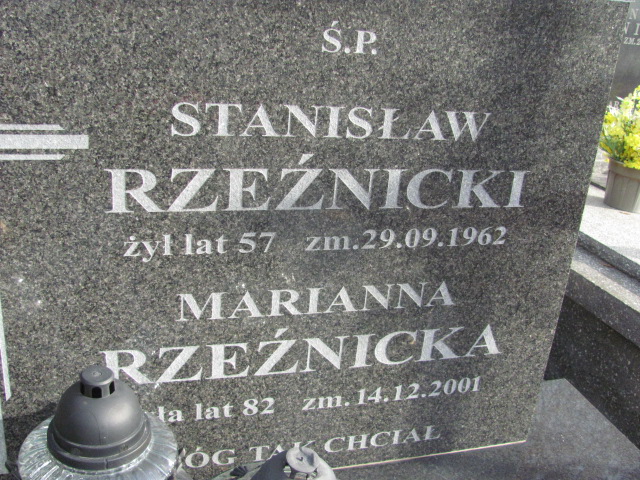 Ś.P.
STANISŁAW
RZEŹNICKI
żył lat 57 zm.29.09.1962
MARIANNA
RZEŹNICKA
lat 82 zm.14.12.2001
TAK CHCIAŁ